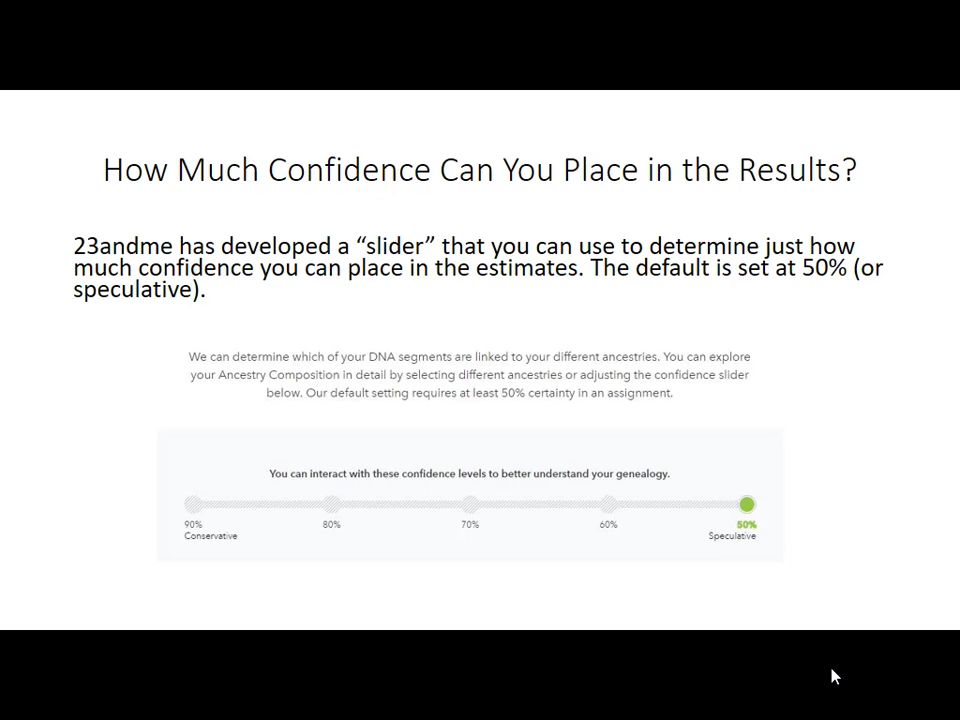 How Much Confidence Can You Place in the Results?
23andme has developed a “slider” that you can use to determine just how
much confidence you can place in the estimates. The default is set at 50% (or
speculative).
We can determine which of your DNA segments are linked to your different ancestries. You can explore
your Ancestry Composition in detail by selecting different ancestries or adjusting the confidence slider
below. Our default setting requires at least 50% certainty in an assignment.
You can interact with these confidence levels to better understand your genealogy.
90% 80% 70% 60% 50%
Conservative Speculative